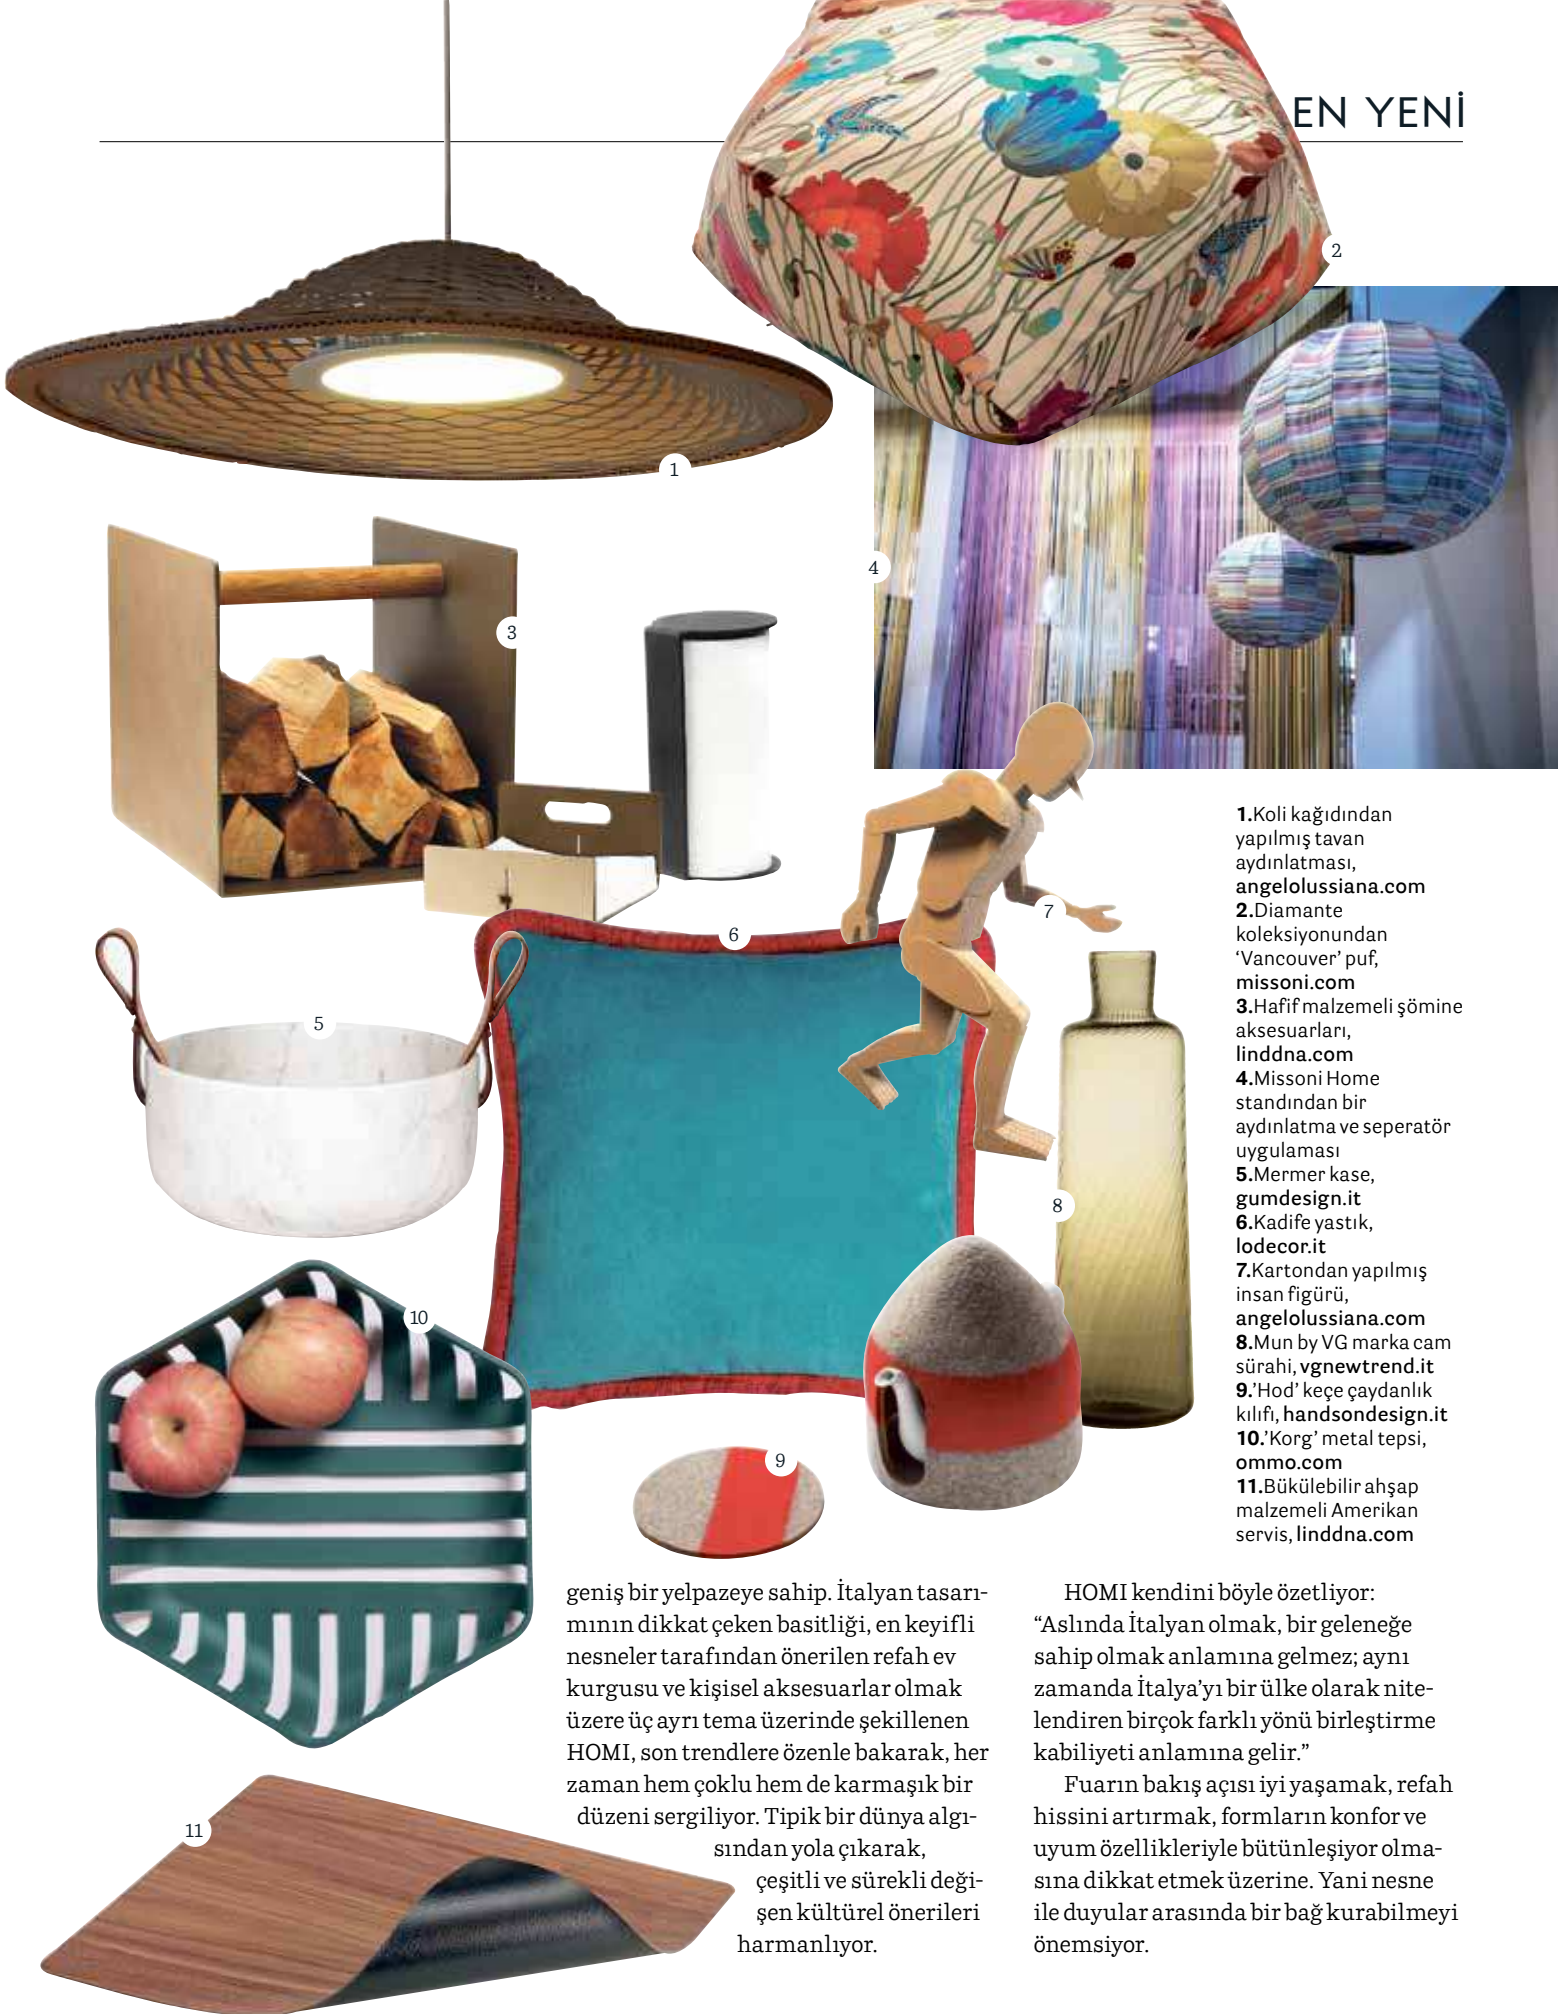 EN YENİ
1
2
3
4
5
6
7
8
9
10
11
1.Koli kağıdından
yapılmış tavan
aydınlatması,
angelolussiana.com
2.Diamante
koleksiyonundan
‘Vancouver’ puf,
missoni.com
3.Hafif malzemeli şömine
aksesuarları,
linddna.com
4.Missoni Home
standından bir
aydınlatma ve seperatör
uygulaması
5.Mermer kase,
gumdesign.it
6.Kadife yastık,
lodecor.it
7.Kartondan yapılmış
insan figürü,
angelolussiana.com
8.Mun by VG marka cam
sürahi, vgnewtrend.it
9.’Hod’ keçe çaydanlık
kılıfı, handsondesign.it
10.’Korg’ metal tepsi,
ommo.com
11.Bükülebilir ahşap
malzemeli Amerikan
servis, linddna.com
geniş bir yelpazeye sahip. İtalyan tasarı-
mının dikkat çeken basitliği, en keyifli
nesneler tarafından önerilen refah ev
kurgusu ve kişisel aksesuarlar olmak
üzere üç ayrı tema üzerinde şekillenen
HOMI, son trendlere özenle bakarak, her
zaman hem çoklu hem de karmaşık bir
düzeni sergiliyor. Tipik bir dünya algı-
sından yola çıkarak,
çeşitli ve sürekli deği-
şen kültürel önerileri
harmanlıyor.
HOMI kendini böyle özetliyor:
“Aslında İtalyan olmak, bir geleneğe
sahip olmak anlamına gelmez; aynı
zamanda İtalya’yı bir ülke olarak nite-
lendiren birçok farklı yönü birleştirme
kabiliyeti anlamına gelir.”
Fuarın bakış açısı iyi yaşamak, refah
hissini artırmak, formların konfor ve
uyum özellikleriyle bütünleşiyor olma-
sına dikkat etmek üzerine. Yani nesne
ile duyular arasında bir bağ kurabilmeyi
önemsiyor.